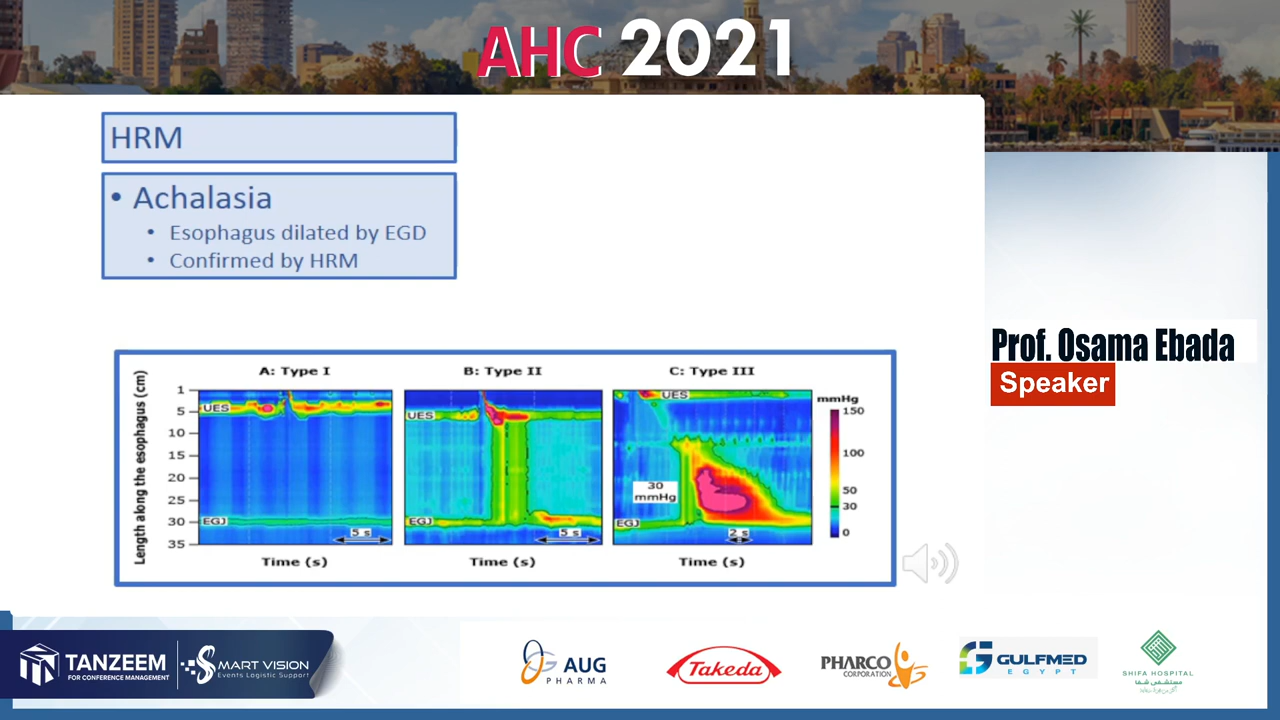 AHC 2021
HRM
• Achalasia
• Esophagus dilated by EGD
• Confirmed by HRM
Prof. Osama Ebada
Speaker
A: Type I
B: Type II
C: Type III
Length along the esophagus (cm)
1
5
10
15
20
25
30
35
UES
EGJ
5 s
UES
EGJ
5 s
UES
30
mmHg
EGJ
2 s
mmHg
150
100
50
30
0
Time (s)
Time (s)
Time (s)
TANZEEM
FOR CONFERENCE MANAGEMENT
SMART VISION
Events Logistic Support
AUG
PHARMA
Takeda
PHARCO
CORPORATION
GULFMED
EGYPT
SHIFA HOSPITAL
مستشفى شفا